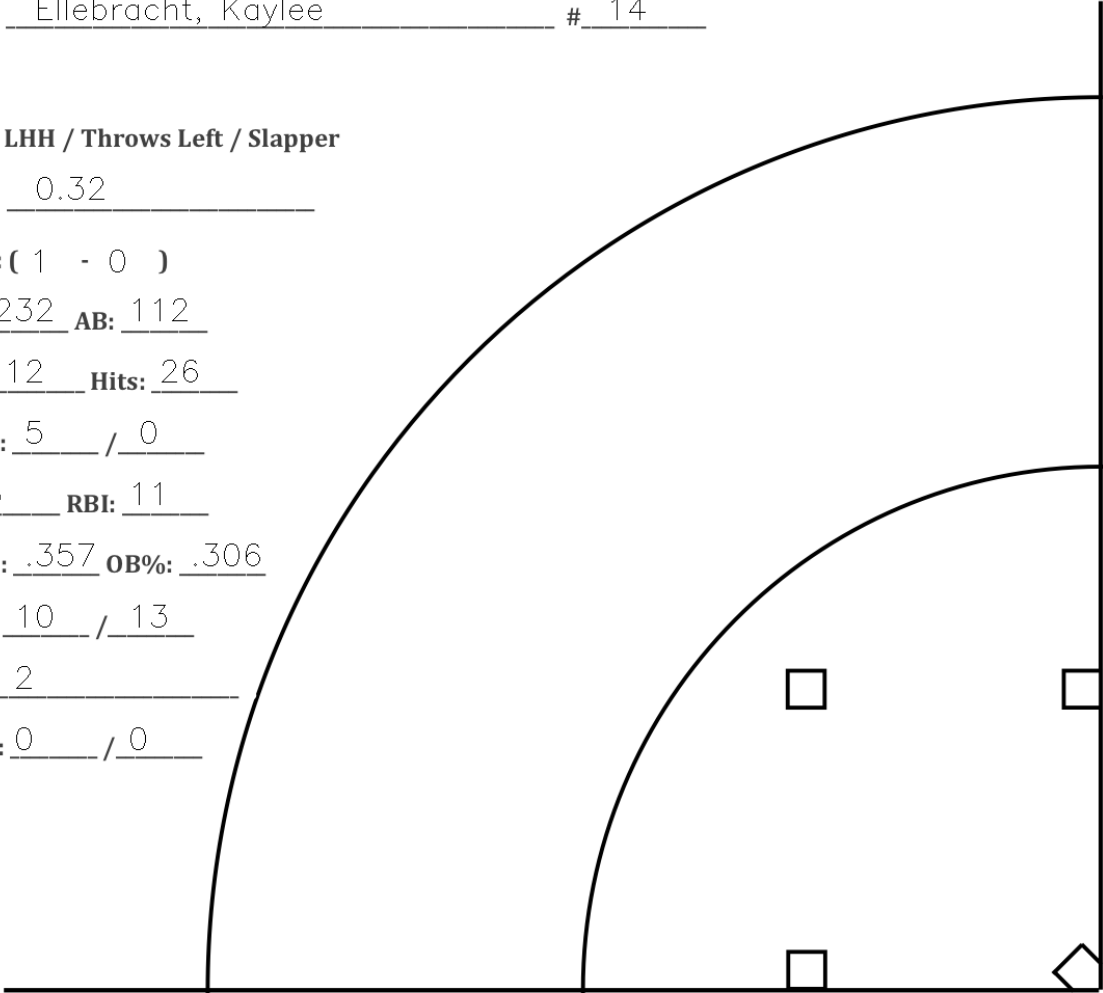 Ellebracht, Kaylee # 14
LHH / Throws Left / Slapper
0.32
: ( 1 - 0 )
232 AB: 112
12 Hits: 26
: 5 / 0
RBI: 11
: .357 OB%: .306
10 / 13
2
: 0 / 0